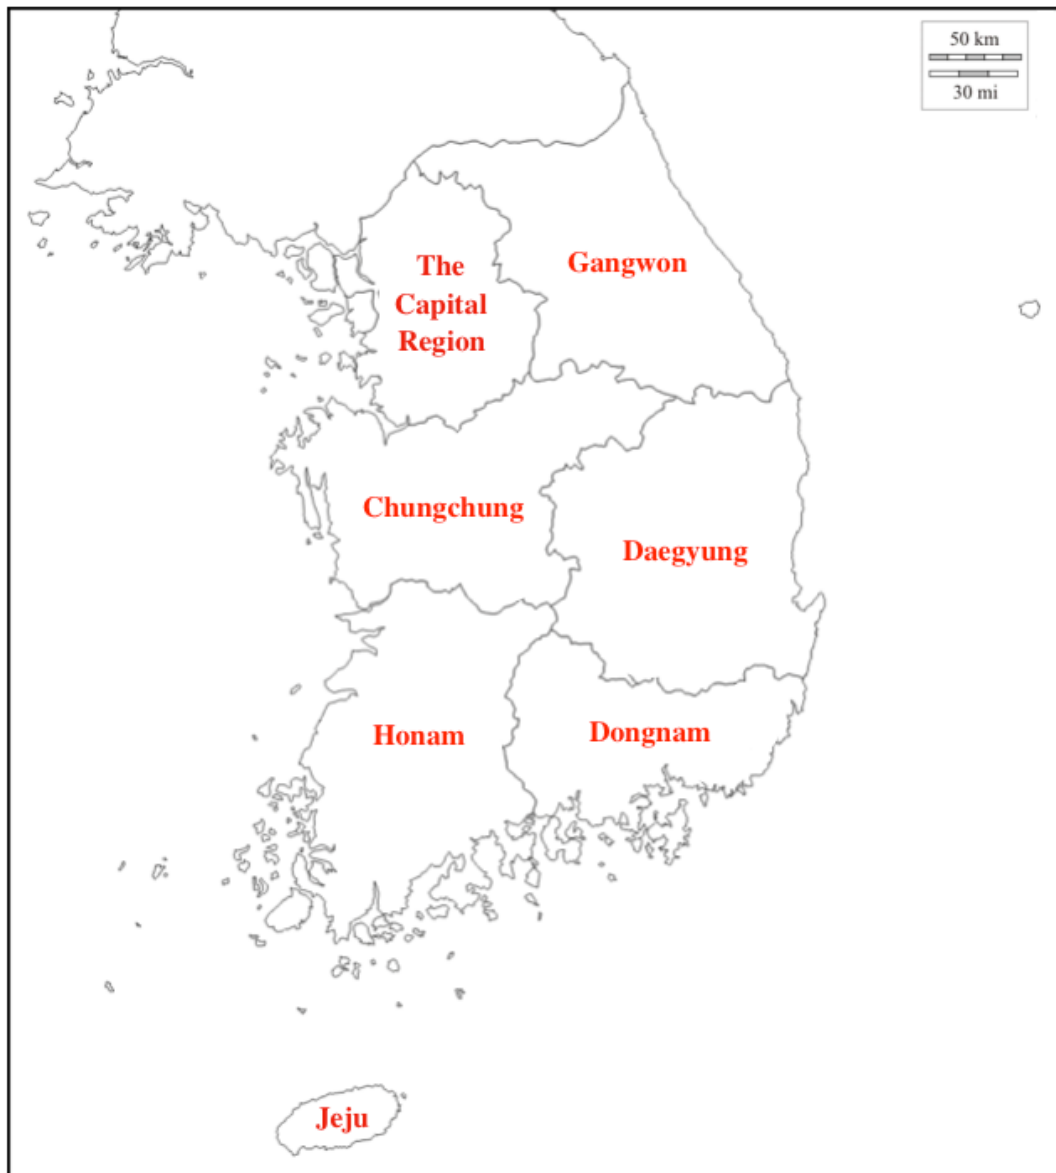 50 km
30 mi
Gangwon
The
Capital
Region
Chungchung
Daegyung
Honam
Dongnam
Jeju